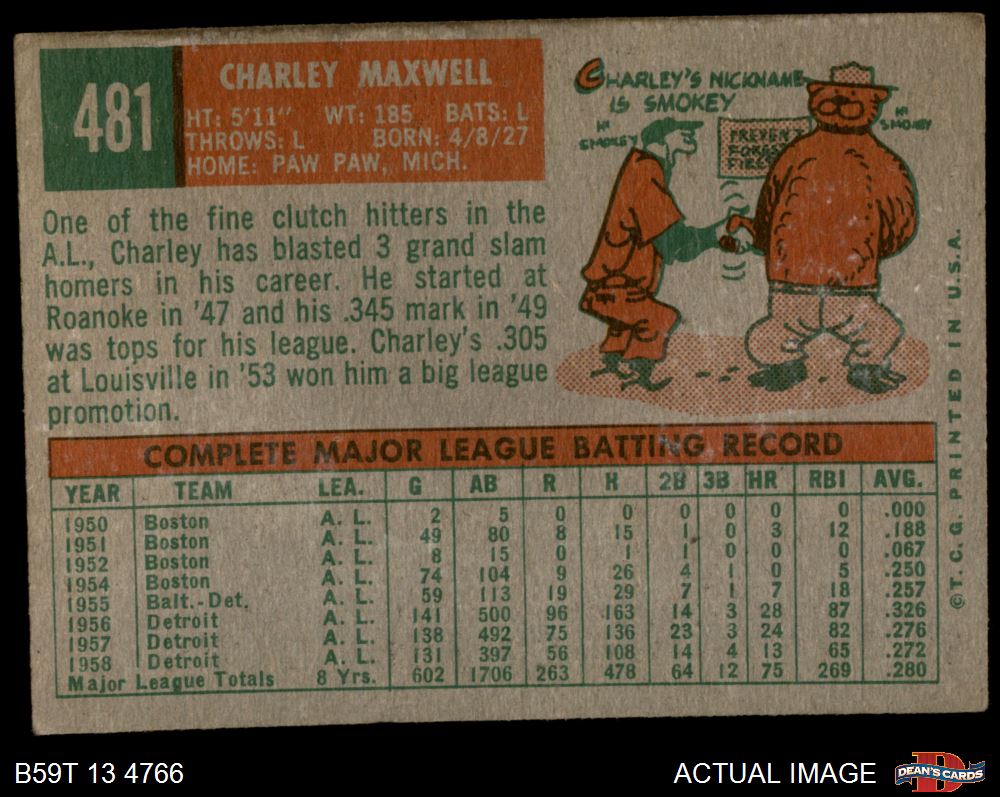 481
CHARLEY MAXWELL
HT: 5'11" WT: 185 BATS: L
THROWS: L BORN: 4/8/27
HOME: PAW PAW, MICH.
One of the fine clutch hitters in the
A.L., Charley has blasted 3 grand slam
homers in his career. He started at
Roanoke in '47 and his .345 mark in '49
was tops for his league. Charley's .305
at Louisville in '53 won him a big league
promotion.
CHARLEY'S NICKNAME
IS SMOKEY
HI
SMOKEY
HI
SMOKEY
PREVENT
FOREST
FIRES
COMPLETE MAJOR LEAGUE BATTING RECORD
YEAR TEAM LEA. G AB R H 2B 3B HR RBI AVG.
1950 Boston A. L. 2 5 0 0 0 0 0 0 .000
1951 Boston A. L. 49 80 8 15 1 0 3 12 .188
1952 Boston A. L. 8 15 0 1 1 0 0 0 .067
1954 Boston A. L. 74 104 9 26 4 1 0 5 .250
1955 Balt.-Det. A. L. 59 113 19 29 7 1 7 18 .257
1956 Detroit A. L. 141 500 96 163 14 3 28 87 .326
1957 Detroit A. L. 138 492 75 136 23 3 24 82 .276
1958 Detroit A. L. 131 397 56 108 14 4 13 65 .272
Major League Totals 8 Yrs. 602 1706 263 478 64 12 75 269 .280
©T. C. G. PRINTED IN U.S.A.
B59T 13 4766
ACTUAL IMAGE
DEAN'S CARDS